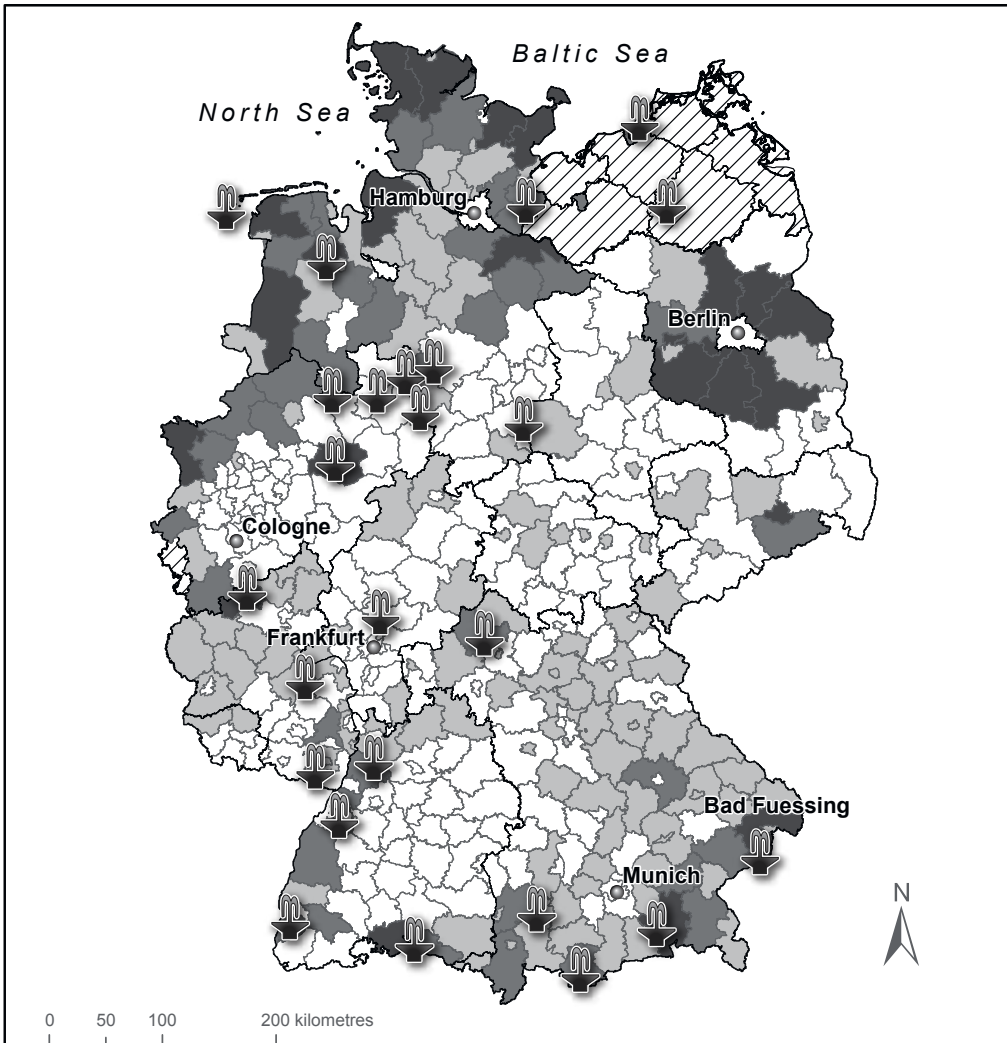 Baltic Sea
North Sea
Hamburg
Berlin
Cologne
Frankfurt
Bad Fuessing
Munich
N
0 50 100 200 kilometres